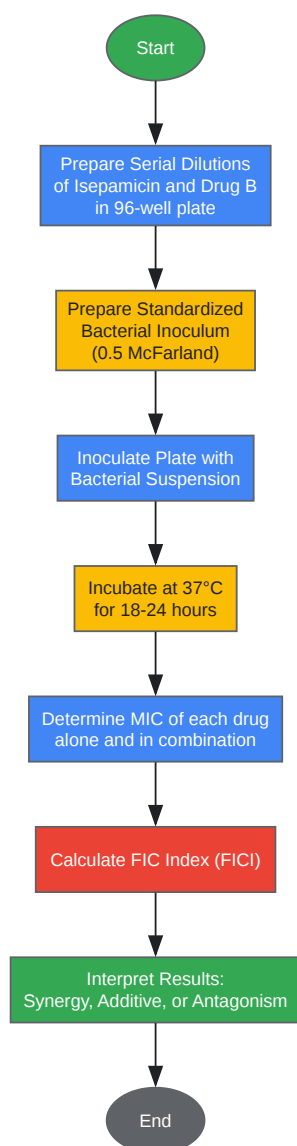 Start
Prepare Serial Dilutions
of Isepamicin and Drug B
in 96-well plate
Prepare Standardized
Bacterial Inoculum
(0.5 McFarland)
Inoculate Plate with
Bacterial Suspension
Incubate at 37°C
for 18-24 hours
Determine MIC of each drug
alone and in combination
Calculate FIC Index (FICI)
Interpret Results:
Synergy, Additive, or Antagonism
End